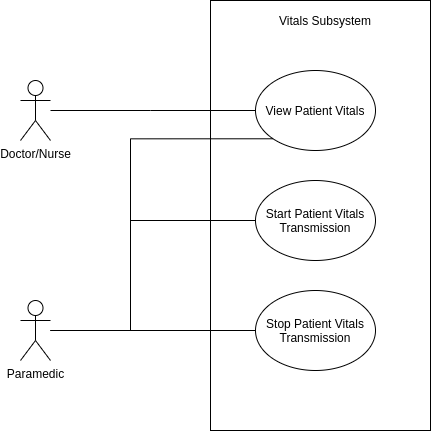 Vitals Subsystem
View Patient Vitals
Doctor/Nurse
Start Patient Vitals
Transmission
Stop Patient Vitals
Transmission
Paramedic